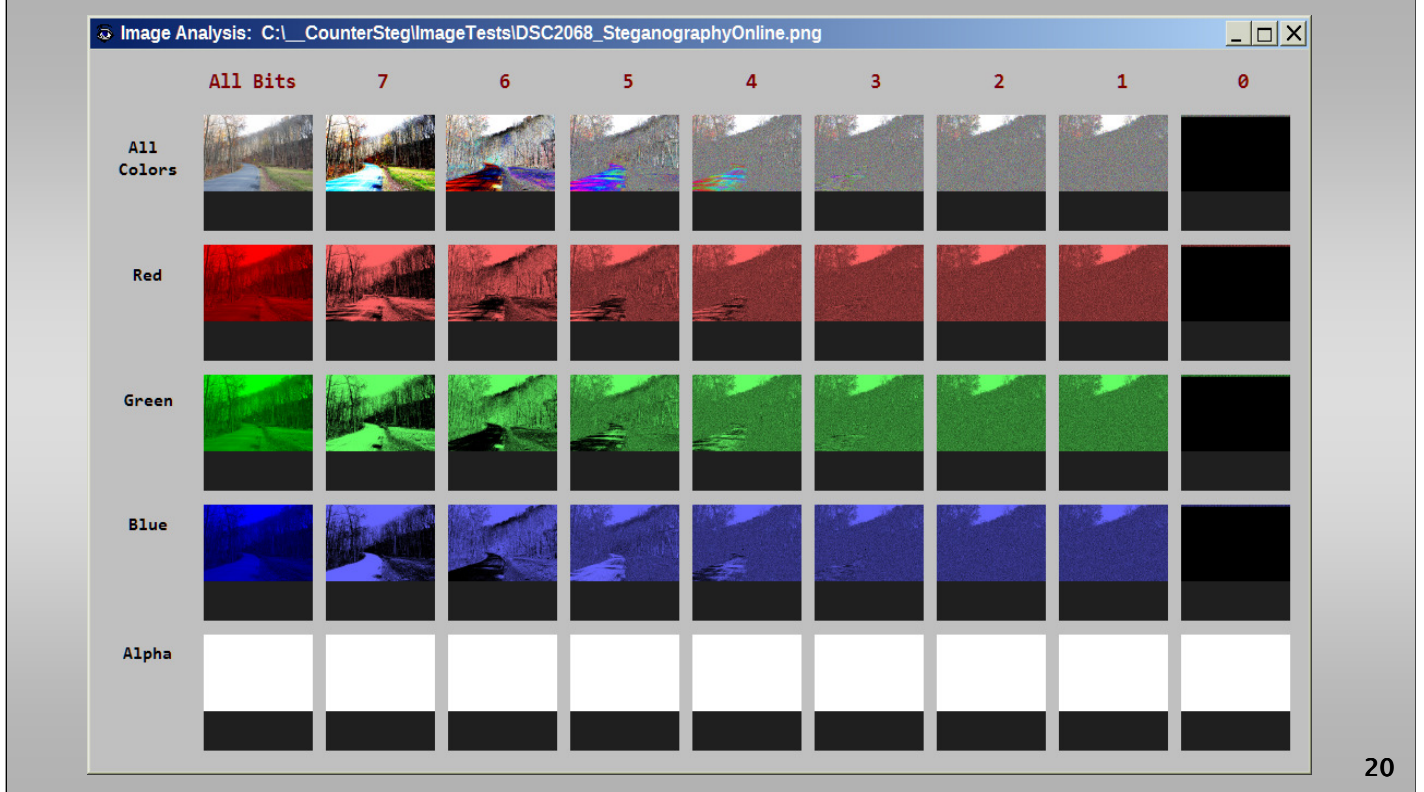 Image Analysis: C:\__CounterSteg\ImageTests\DSC2068_SteganographyOnline.png
All Bits 7 6 5 4 3 2 1 0
All
Colors
Red
Green
Blue
Alpha
20